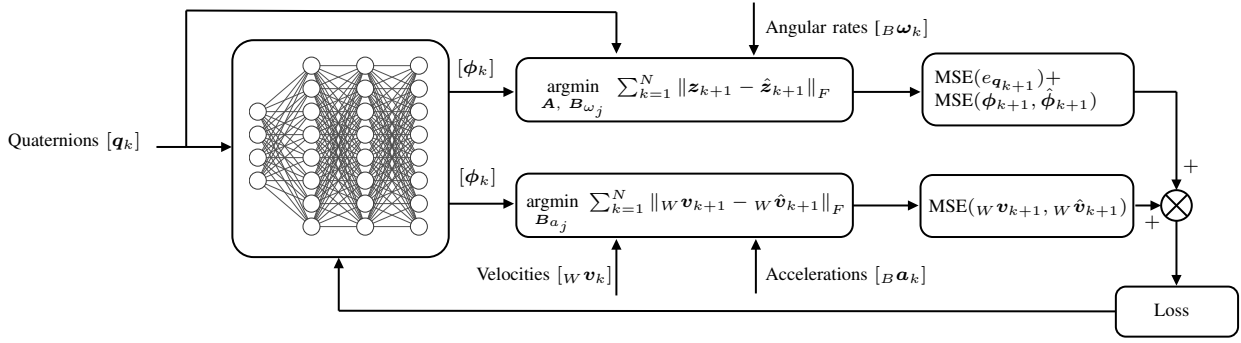 Angular rates [_B ω_k]
[ϕ_k]
argmin ∑_{k=1}^N ‖z_{k+1} − ẑ_{k+1}‖_F
A, B_{ω_j}
MSE(e_{q_{k+1}})+
MSE(ϕ_{k+1}, ϕ̂_{k+1})
Quaternions [q_k]
+
[ϕ_k]
argmin ∑_{k=1}^N ‖_W v_{k+1} − _W v̂_{k+1}‖_F
B_{a_j}
MSE(_W v_{k+1}, _W v̂_{k+1})
+
Velocities [_W v_k]
Accelerations [_B a_k]
Loss